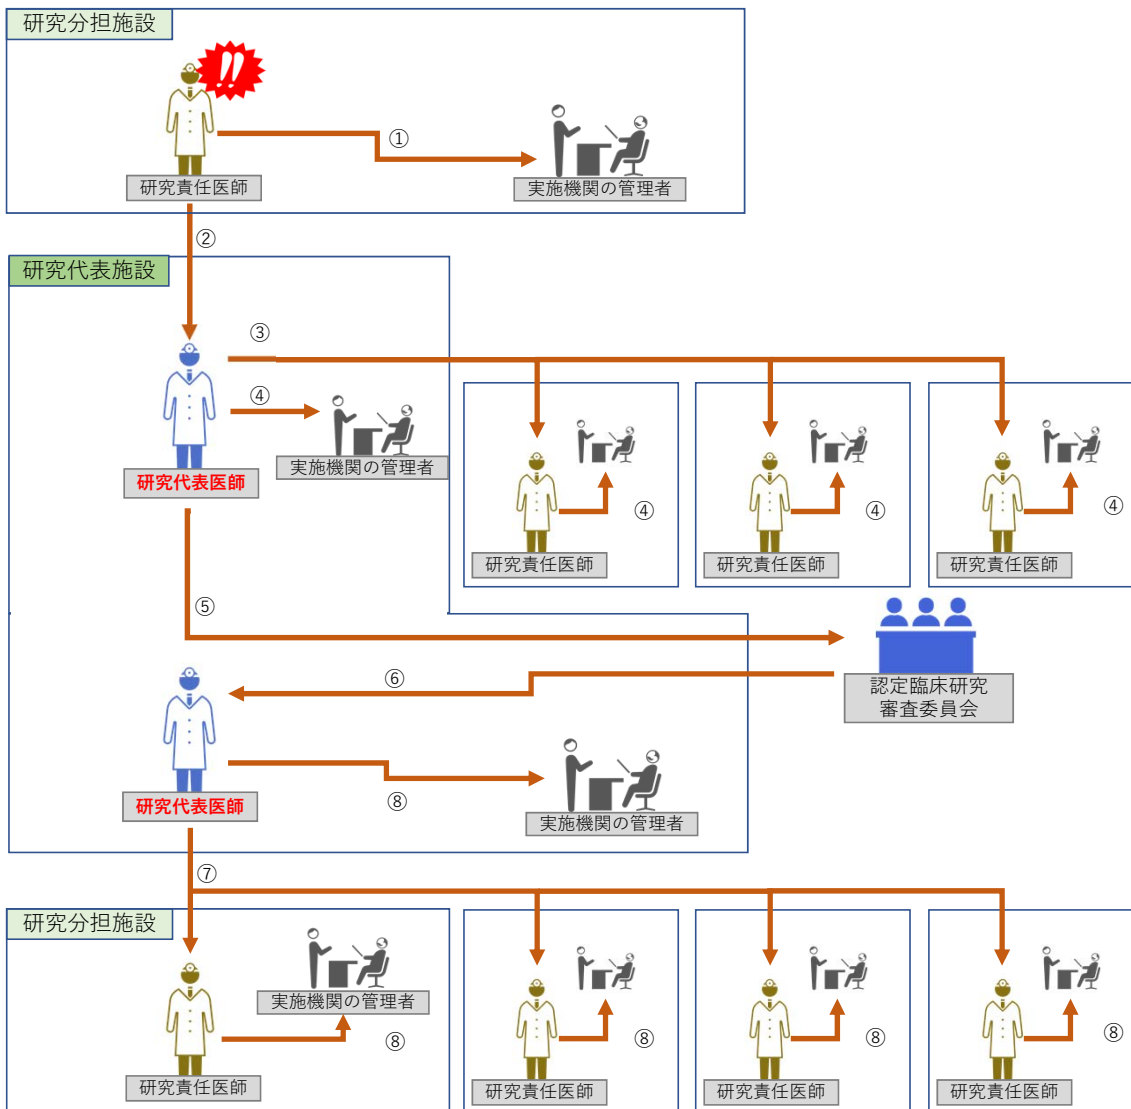 研究分担施設
!!
①
研究責任医師
実施機関の管理者
②
研究代表施設
③
④
実施機関の管理者
研究代表医師
④
④
④
研究責任医師
研究責任医師
研究責任医師
⑤
⑥
認定臨床研究
審査委員会
⑧
研究代表医師
実施機関の管理者
⑦
研究分担施設
実施機関の管理者
⑧
⑧
⑧
⑧
研究責任医師
研究責任医師
研究責任医師
研究責任医師